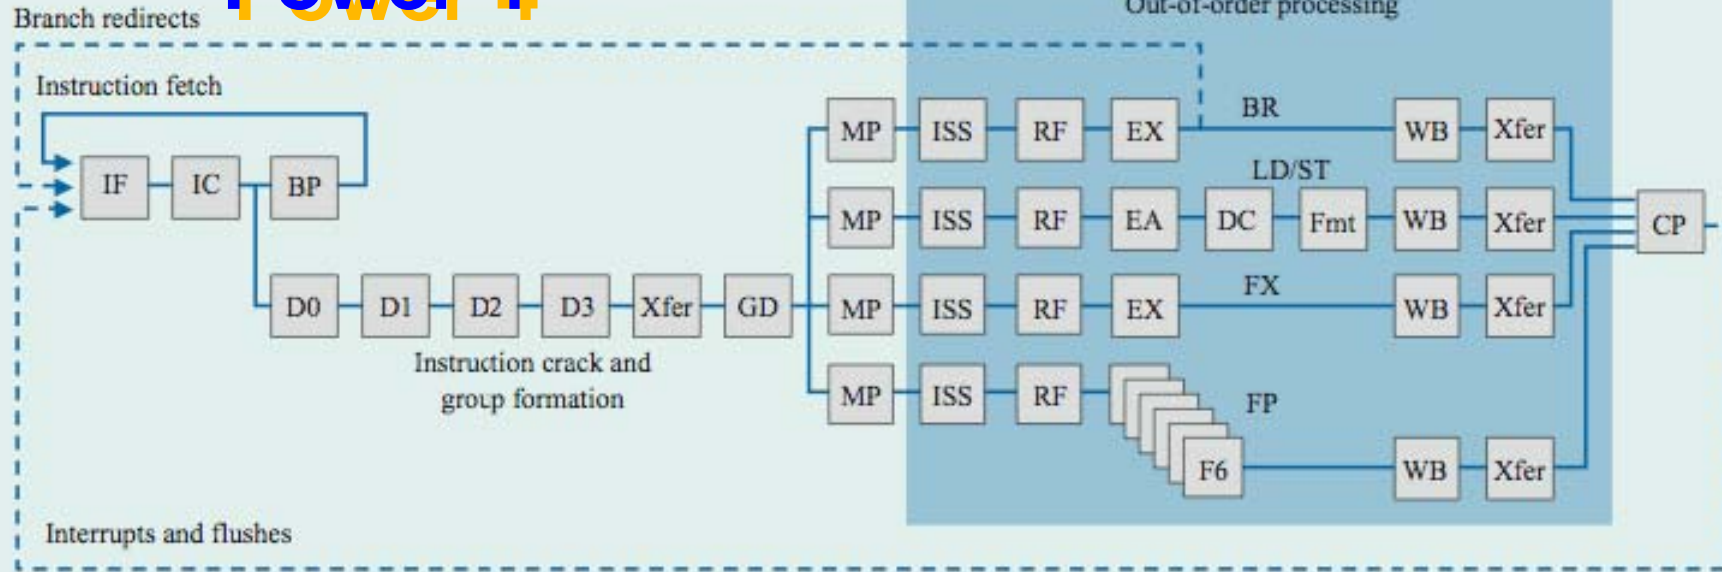 Power 4
Out-of-order processing
Branch redirects
Instruction fetch
IF IC BP
MP ISS RF EX BR WB Xfer
LD/ST
MP ISS RF EA DC Fmt WB Xfer
CP
D0 D1 D2 D3 Xfer GD
MP ISS RF EX FX WB Xfer
Instruction crack and
group formation
MP ISS RF FP
F6 WB Xfer
Interrupts and flushes